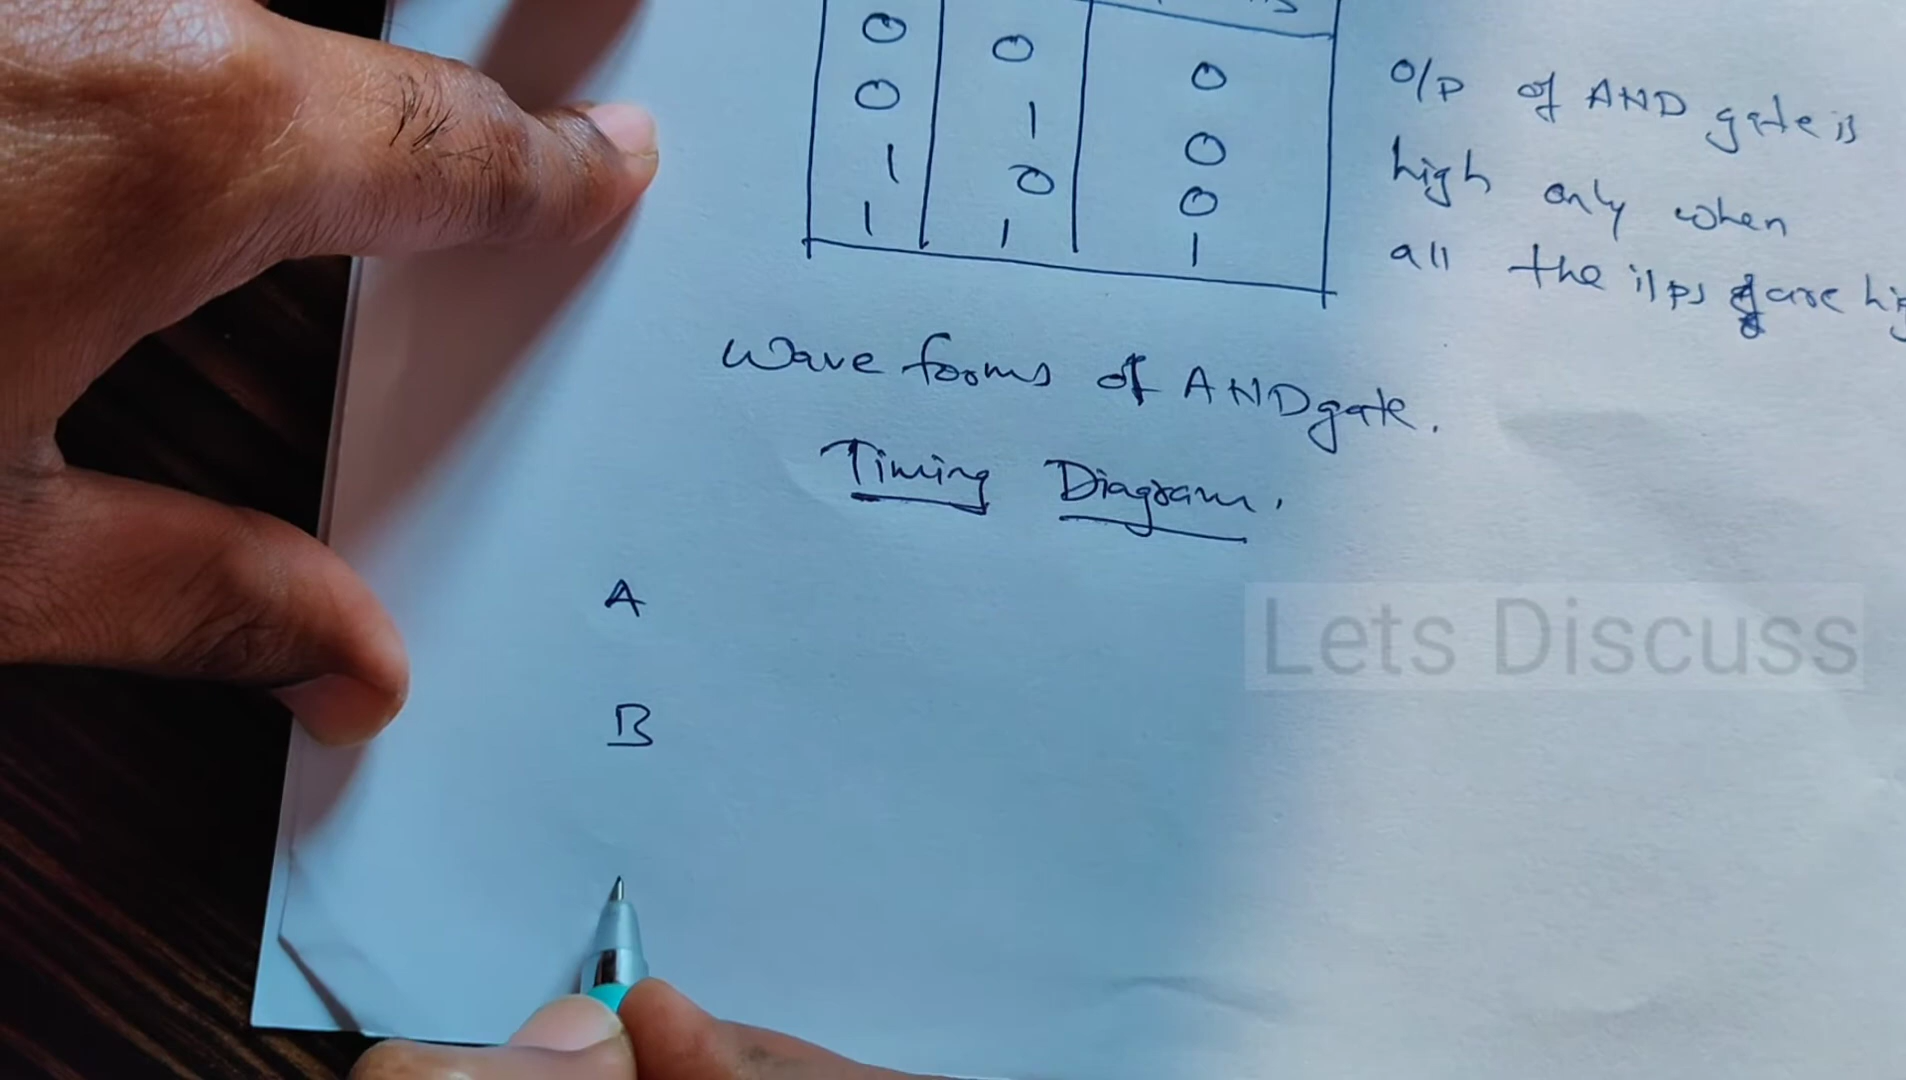 0 0 0
0 1 0
1 0 0
1 1 1
O/P of AND gate is
high only when
all the i/ps are
Wave forms of AND gate.
Timing Diagram.
A
Lets Discuss
B